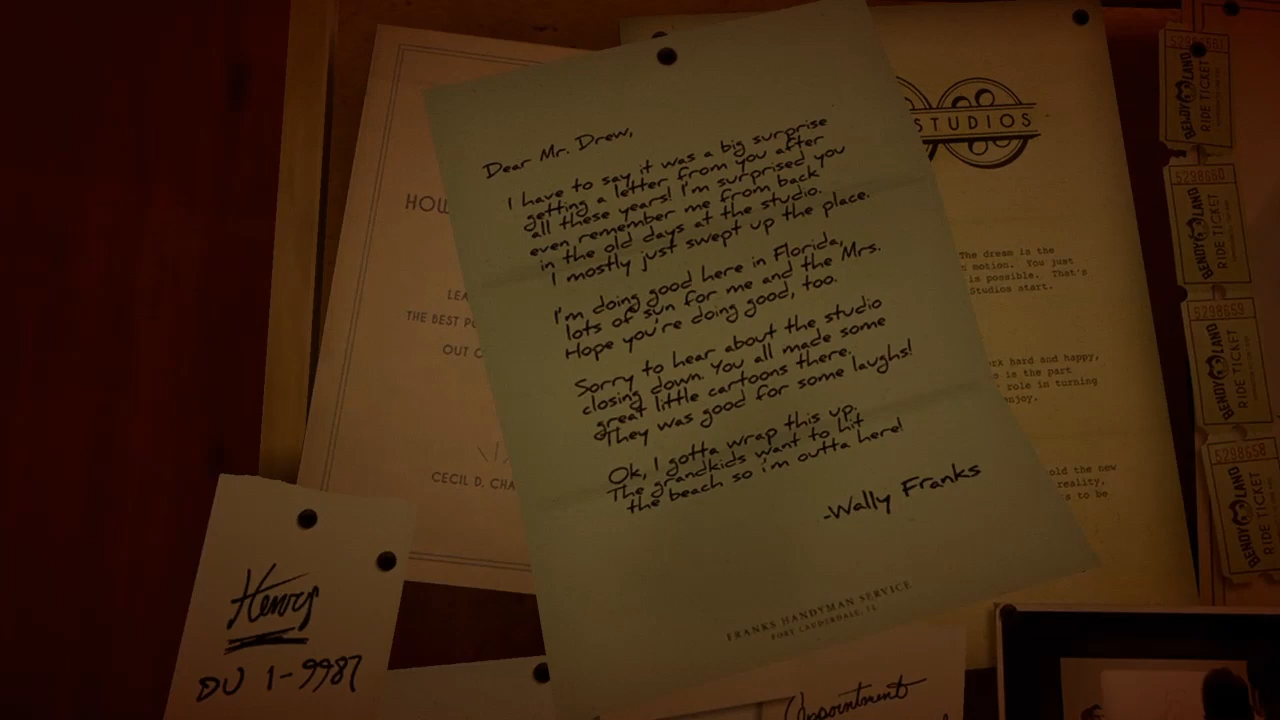 Dear Mr. Drew,
I have to say it was a big surprise
getting a letter from you after
all these years! I'm surprised you
even remember me from back
in the old days at the studio.
I mostly just swept up the place.
I'm doing good here in Florida,
lots of sun for me and the Mrs.
Hope you're doing good, too.
Sorry to hear about the studio
closing down. You all made some
great little cartoons there.
They was good for some laughs!
Ok, I gotta wrap this up.
The grandkids want to hit
the beach so i'm outta here!
-Wally Franks
FRANKS HANDYMAN SERVICE
FORT LAUDERDALE, FL
HOW
LEA
THE BEST PO
OUT O
CECIL D. CHA
STUDIOS
The dream is the
motion. You just
is possible. That's
Studios start.
rk hard and happy,
s is the part
role in turning
enjoy.
old the new
reality,
s to be
BENDY LAND
RIDE TICKET
5298660
BENDY LAND
RIDE TICKET
5298659
BENDY LAND
RIDE TICKET
5298658
BENDY LAND
RIDE TICKET
Henry
DU 1-9987
Appointment